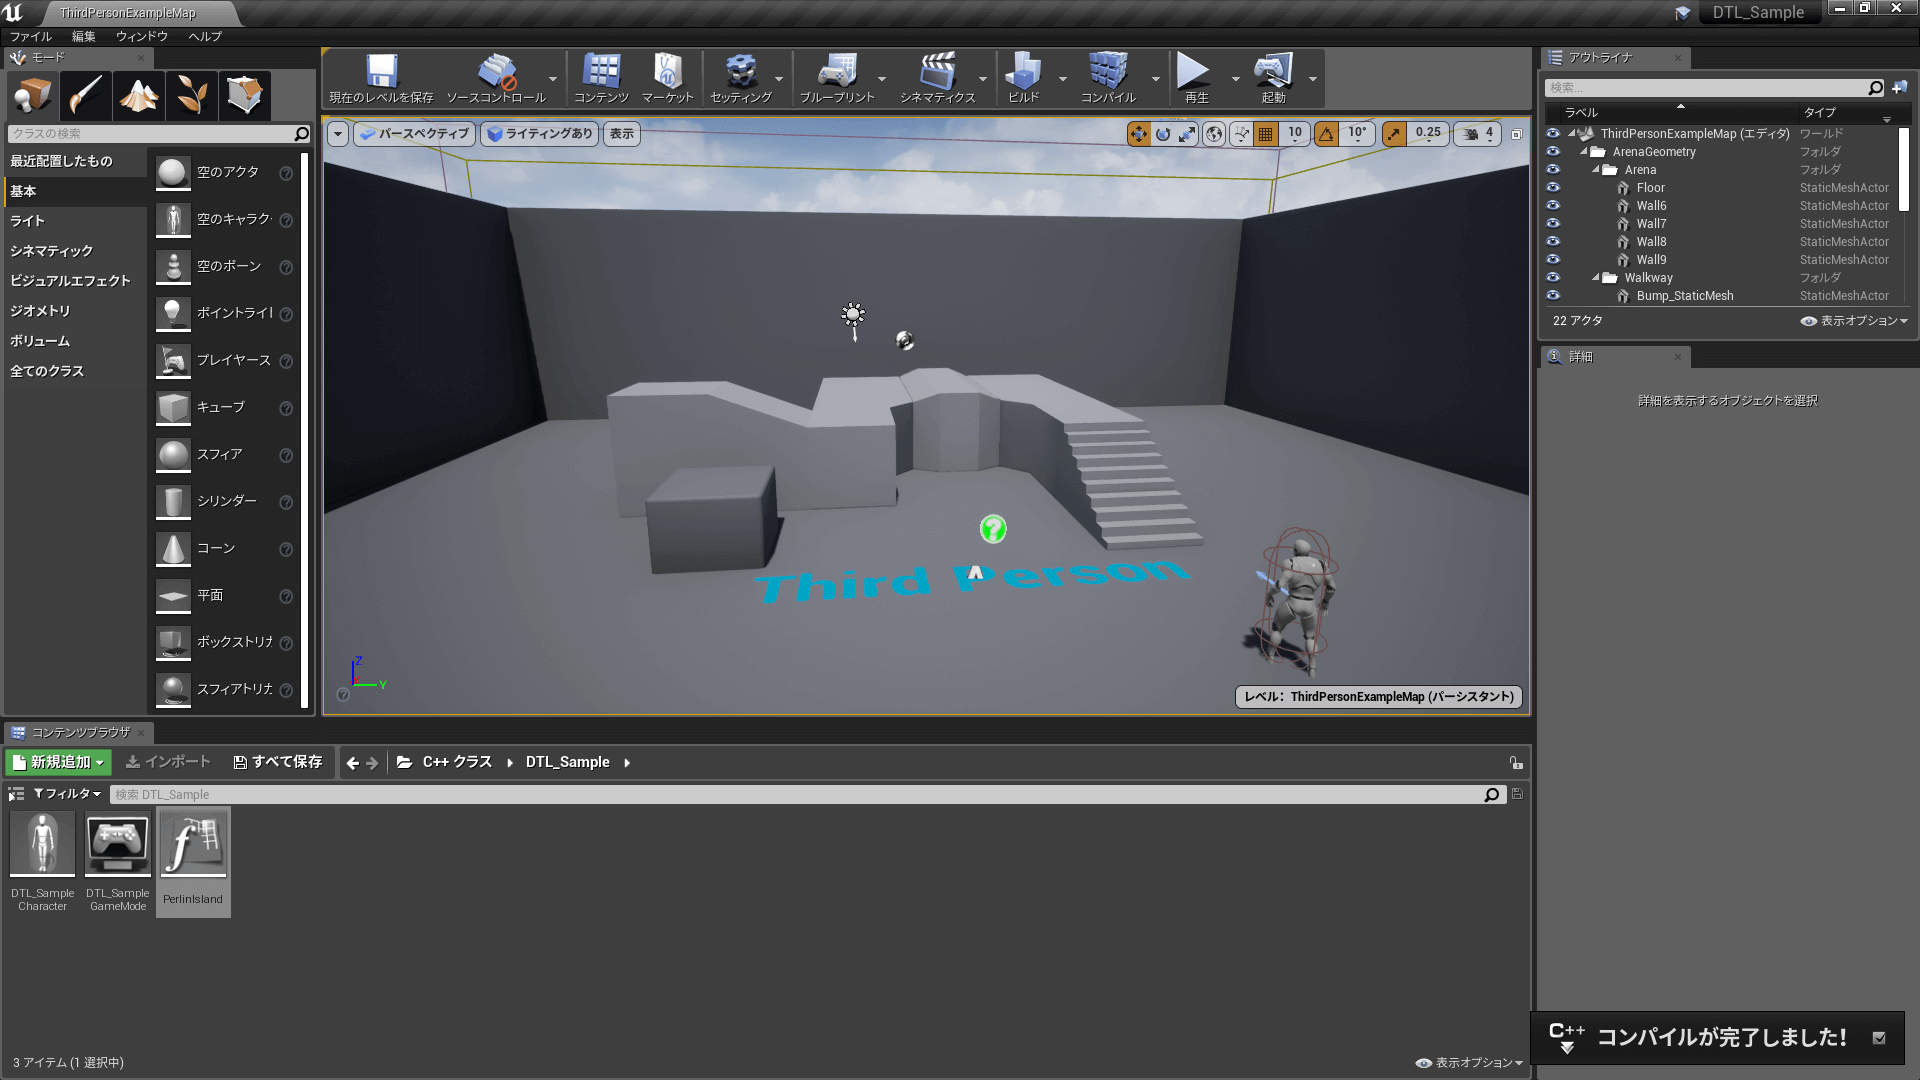 ThirdPersonExampleMap
DTL_Sample
ファイル 編集 ウィンドウ ヘルプ
モード
現在のレベルを保存 ソースコントロール コンテンツ マーケット セッティング ブループリント シネマティクス ビルド コンパイル 再生 起動
クラスの検索
最近配置したもの
基本
ライト
シネマティック
ビジュアルエフェクト
ジオメトリ
ボリューム
全てのクラス
空のアクタ
空のキャラク
空のポーン
ポイントライ
プレイヤース
キューブ
スフィア
シリンダー
コーン
平面
ボックストリガ
スフィアトリガ
パースペクティブ ライティングあり 表示
10 10° 0.25 4
Third Person
Z
Y
レベル: ThirdPersonExampleMap (パーシスタント)
アウトライナ
検索...
ラベル タイプ
ThirdPersonExampleMap (エディタ) ワールド
ArenaGeometry フォルダ
Arena フォルダ
Floor StaticMeshActor
Wall6 StaticMeshActor
Wall7 StaticMeshActor
Wall8 StaticMeshActor
Wall9 StaticMeshActor
Walkway フォルダ
Bump_StaticMesh StaticMeshActor
22 アクタ 表示オプション
詳細
詳細を表示するオブジェクトを選択
コンテンツブラウザ
新規追加 インポート すべて保存 C++ クラス DTL_Sample
フィルタ 検索 DTL_Sample
DTL_Sample
Character
DTL_Sample
GameMode
PerlinIsland
3 アイテム (1 選択中) 表示オプション
C++ コンパイルが完了しました!